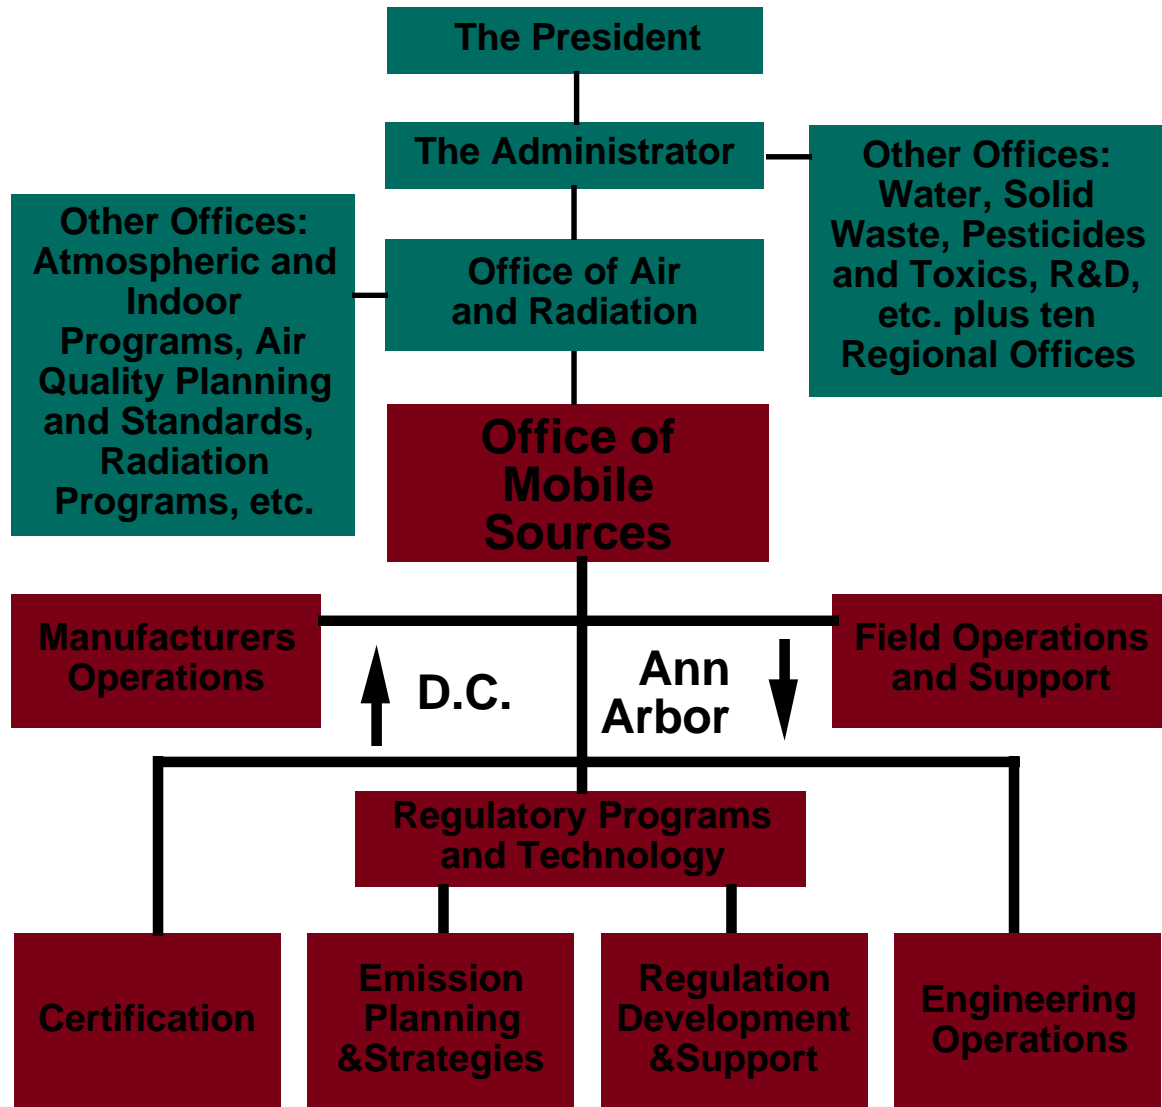 The President
The Administrator
Other Offices:
Water, Solid
Waste, Pesticides
and Toxics, R&D,
etc. plus ten
Regional Offices
Other Offices:
Atmospheric and
Indoor
Programs, Air
Quality Planning
and Standards,
Radiation
Programs, etc.
Office of Air
and Radiation
Office of
Mobile
Sources
Manufacturers
Operations
D.C.
Ann
Arbor
Field Operations
and Support
Regulatory Programs
and Technology
Certification
Emission
Planning
&Strategies
Regulation
Development
&Support
Engineering
Operations